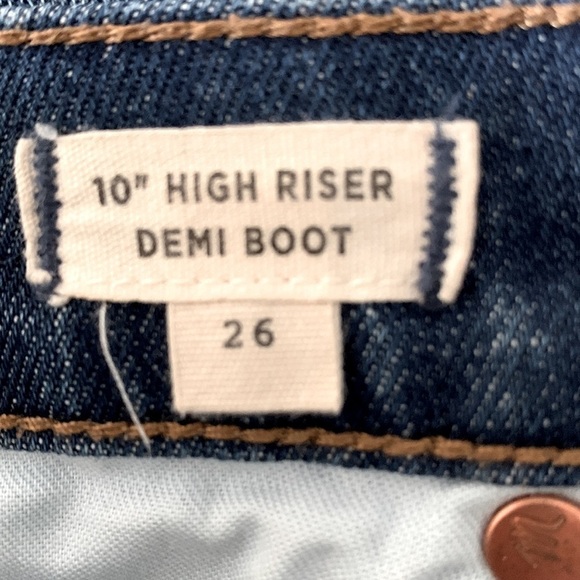 10" HIGH RISER
DEMI BOOT
26